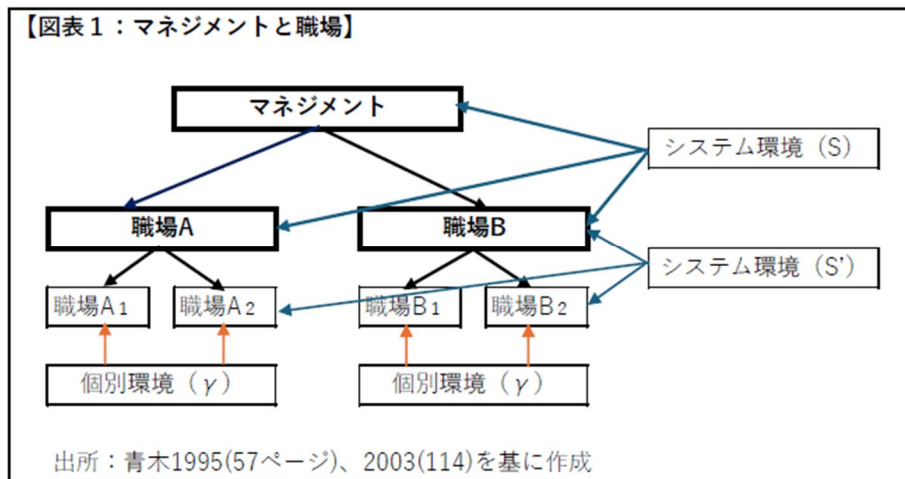 【図表１：マネジメントと職場】
マネジメント
システム環境（S）
職場A
職場B
システム環境（S’）
職場A1
職場A2
職場B1
職場B2
個別環境（γ）
個別環境（γ）
出所：青木1995(57ページ)、2003(114)を基に作成